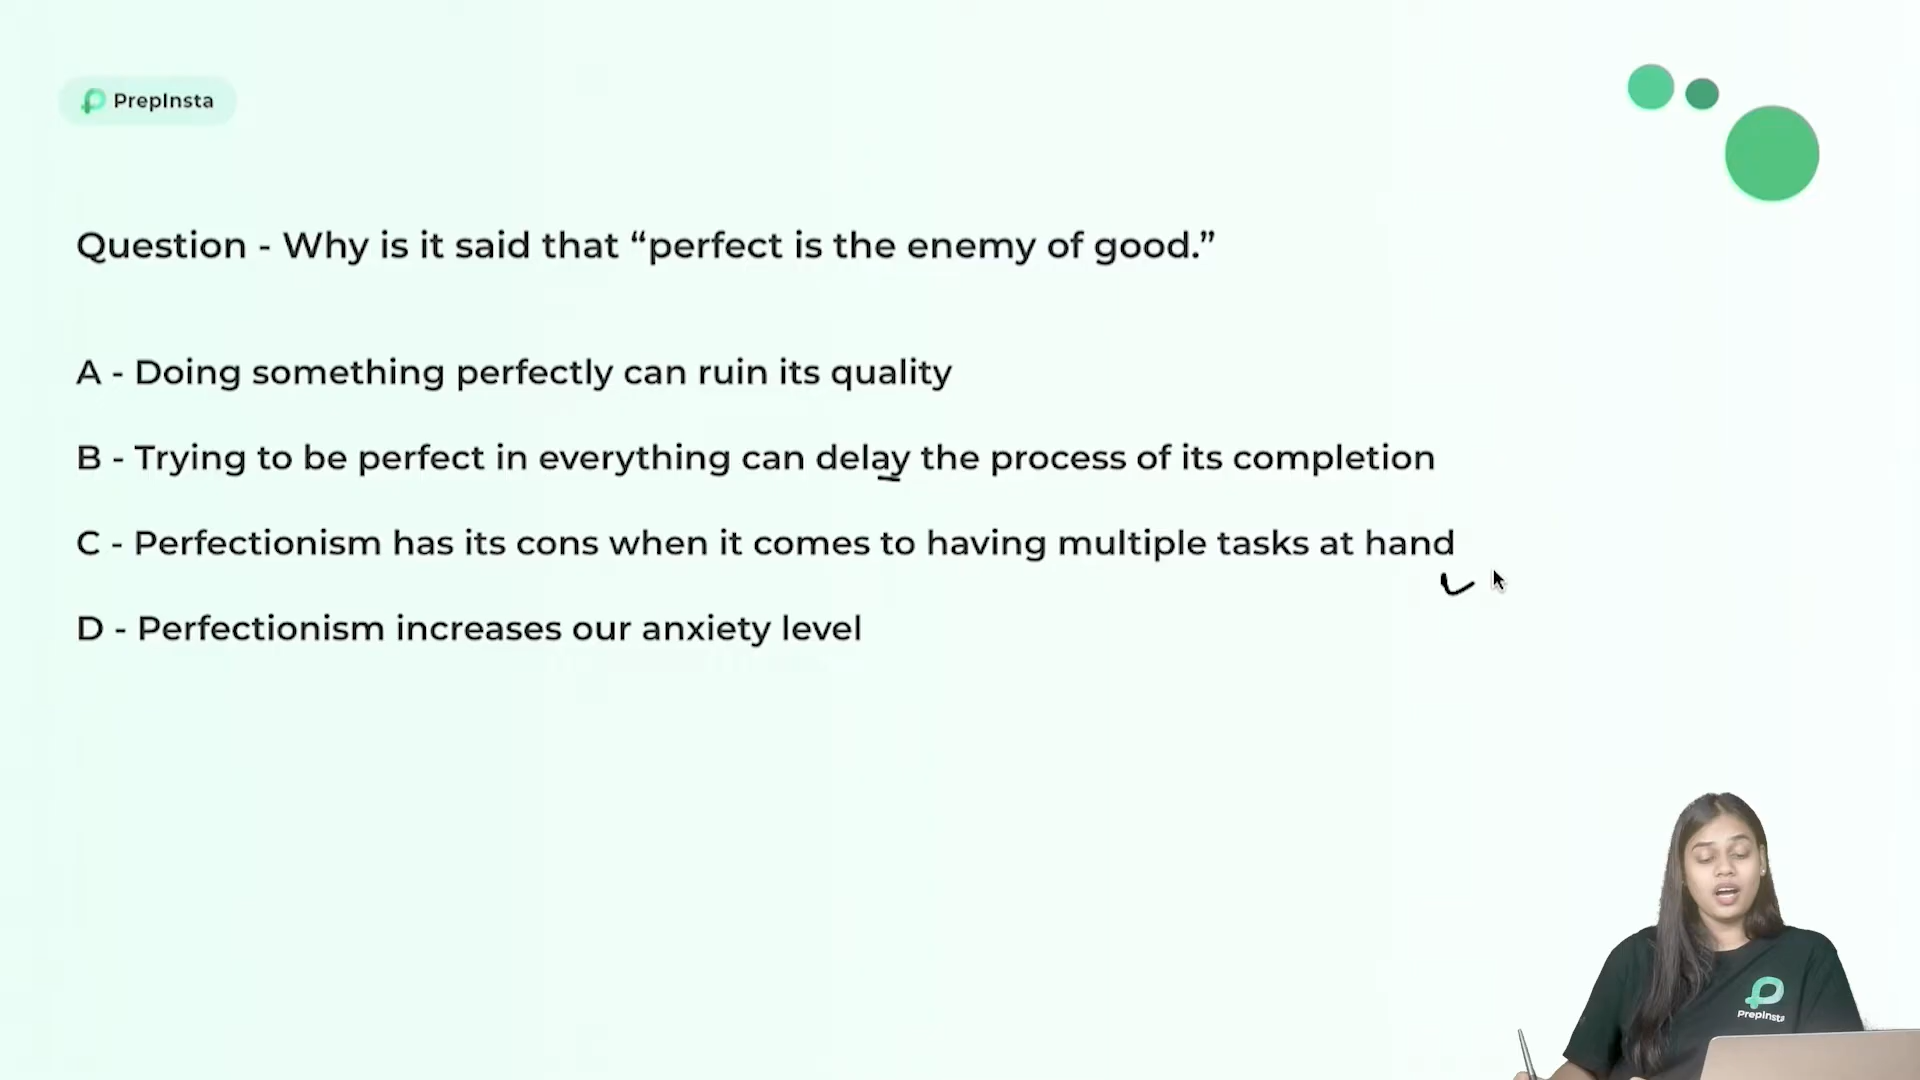 PrepInsta
Question - Why is it said that “perfect is the enemy of good.”
A - Doing something perfectly can ruin its quality
B - Trying to be perfect in everything can delay the process of its completion
C - Perfectionism has its cons when it comes to having multiple tasks at hand
D - Perfectionism increases our anxiety level
PrepInsta